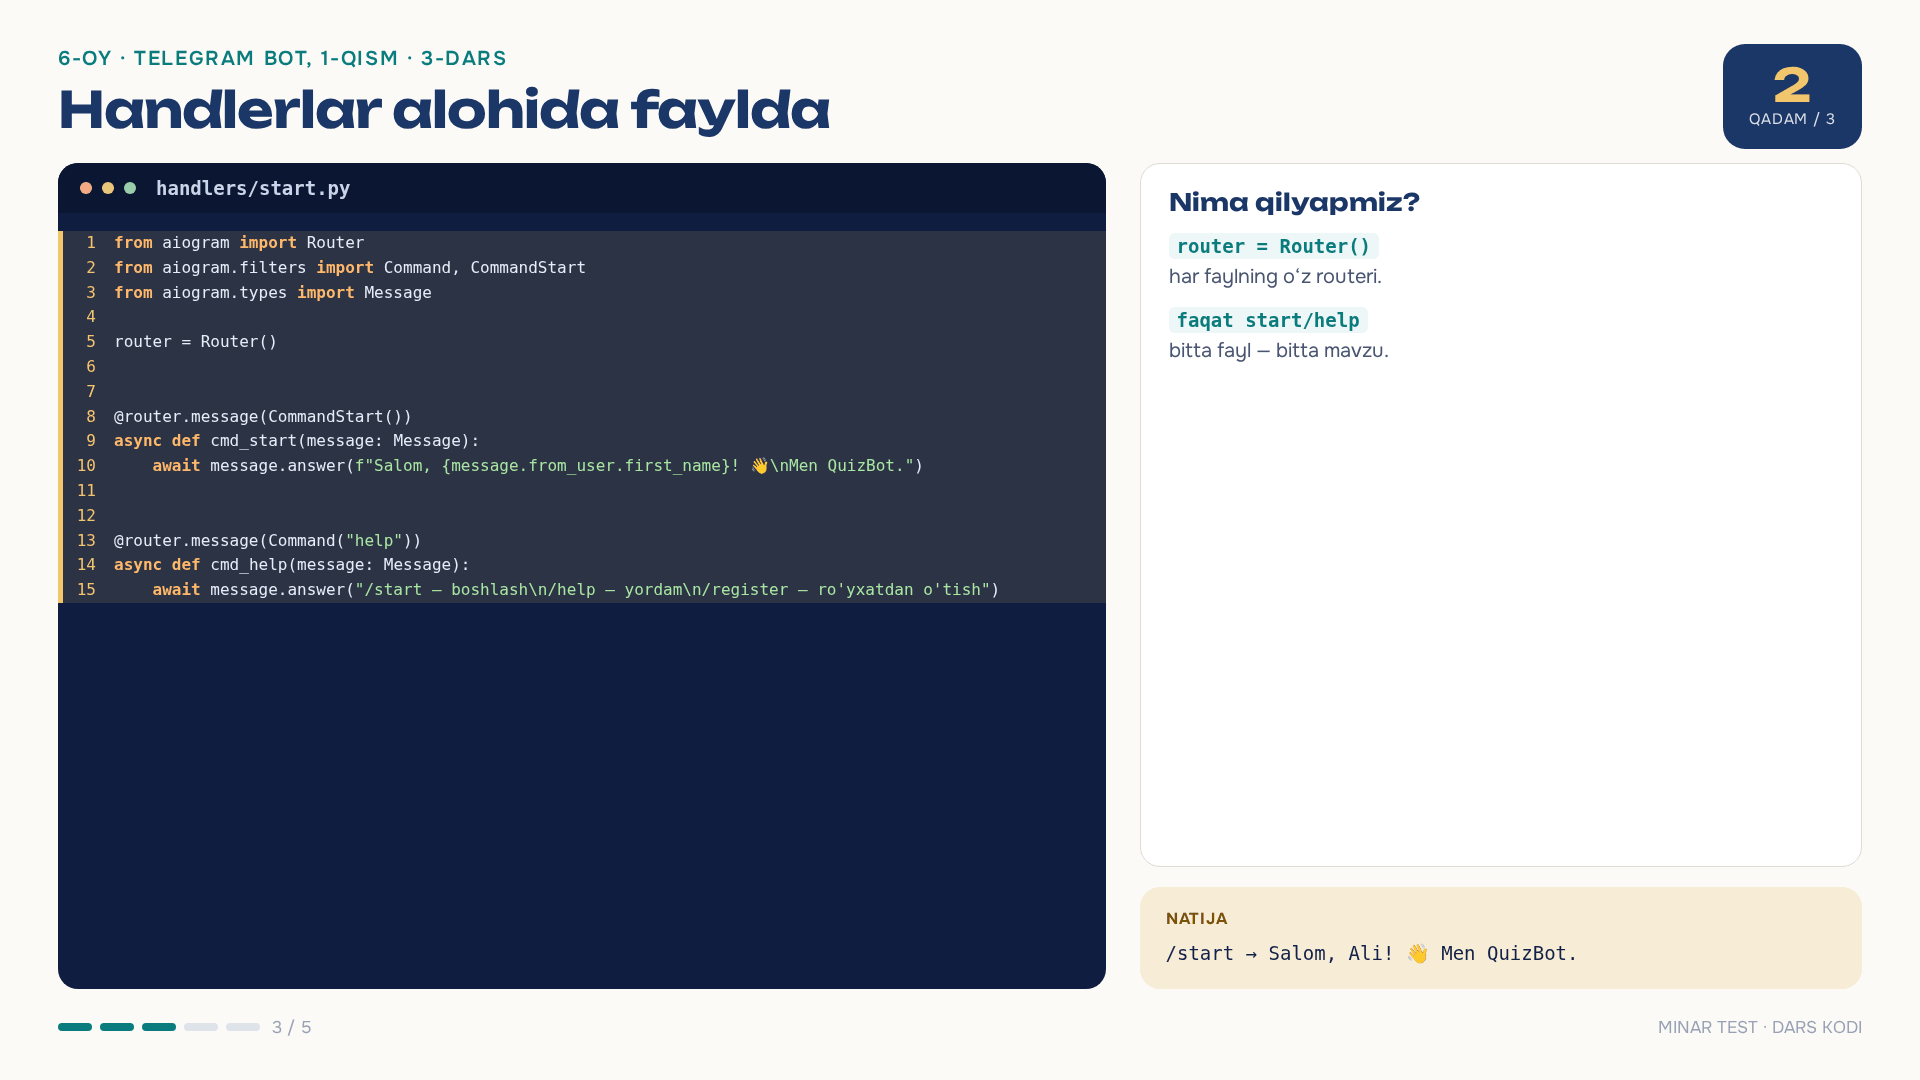 6-OY · TELEGRAM BOT, 1-QISM · 3-DARS
Handlerlar alohida faylda
2
QADAM / 3
handlers/start.py
1 from aiogram import Router
2 from aiogram.filters import Command, CommandStart
3 from aiogram.types import Message
4
5 router = Router()
6
7
8 @router.message(CommandStart())
9 async def cmd_start(message: Message):
10     await message.answer(f"Salom, {message.from_user.first_name}! 👋\nMen QuizBot.")
11
12
13 @router.message(Command("help"))
14 async def cmd_help(message: Message):
15     await message.answer("/start — boshlash\n/help — yordam\n/register — ro'yxatdan o'tish")
Nima qilyapmiz?
router = Router()
har faylning oʻz routeri.
faqat start/help
bitta fayl — bitta mavzu.
NATIJA
/start → Salom, Ali! 👋 Men QuizBot.
3 / 5
MINAR TEST · DARS KODI